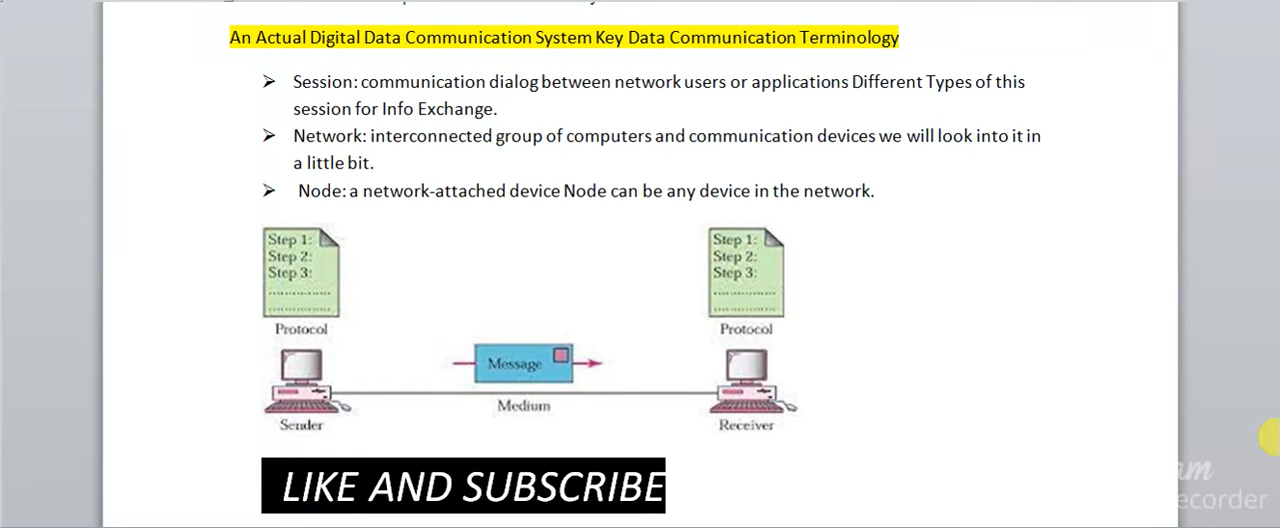 An Actual Digital Data Communication System Key Data Communication Terminology
➤ Session: communication dialog between network users or applications Different Types of this
session for Info Exchange.
➤ Network: interconnected group of computers and communication devices we will look into it in
a little bit.
➤ Node: a network-attached device Node can be any device in the network.
Step 1:
Step 2:
Step 3:
Protocol
Step 1:
Step 2:
Step 3:
Protocol
Message
Medium
Sender
Receiver
LIKE AND SUBSCRIBE